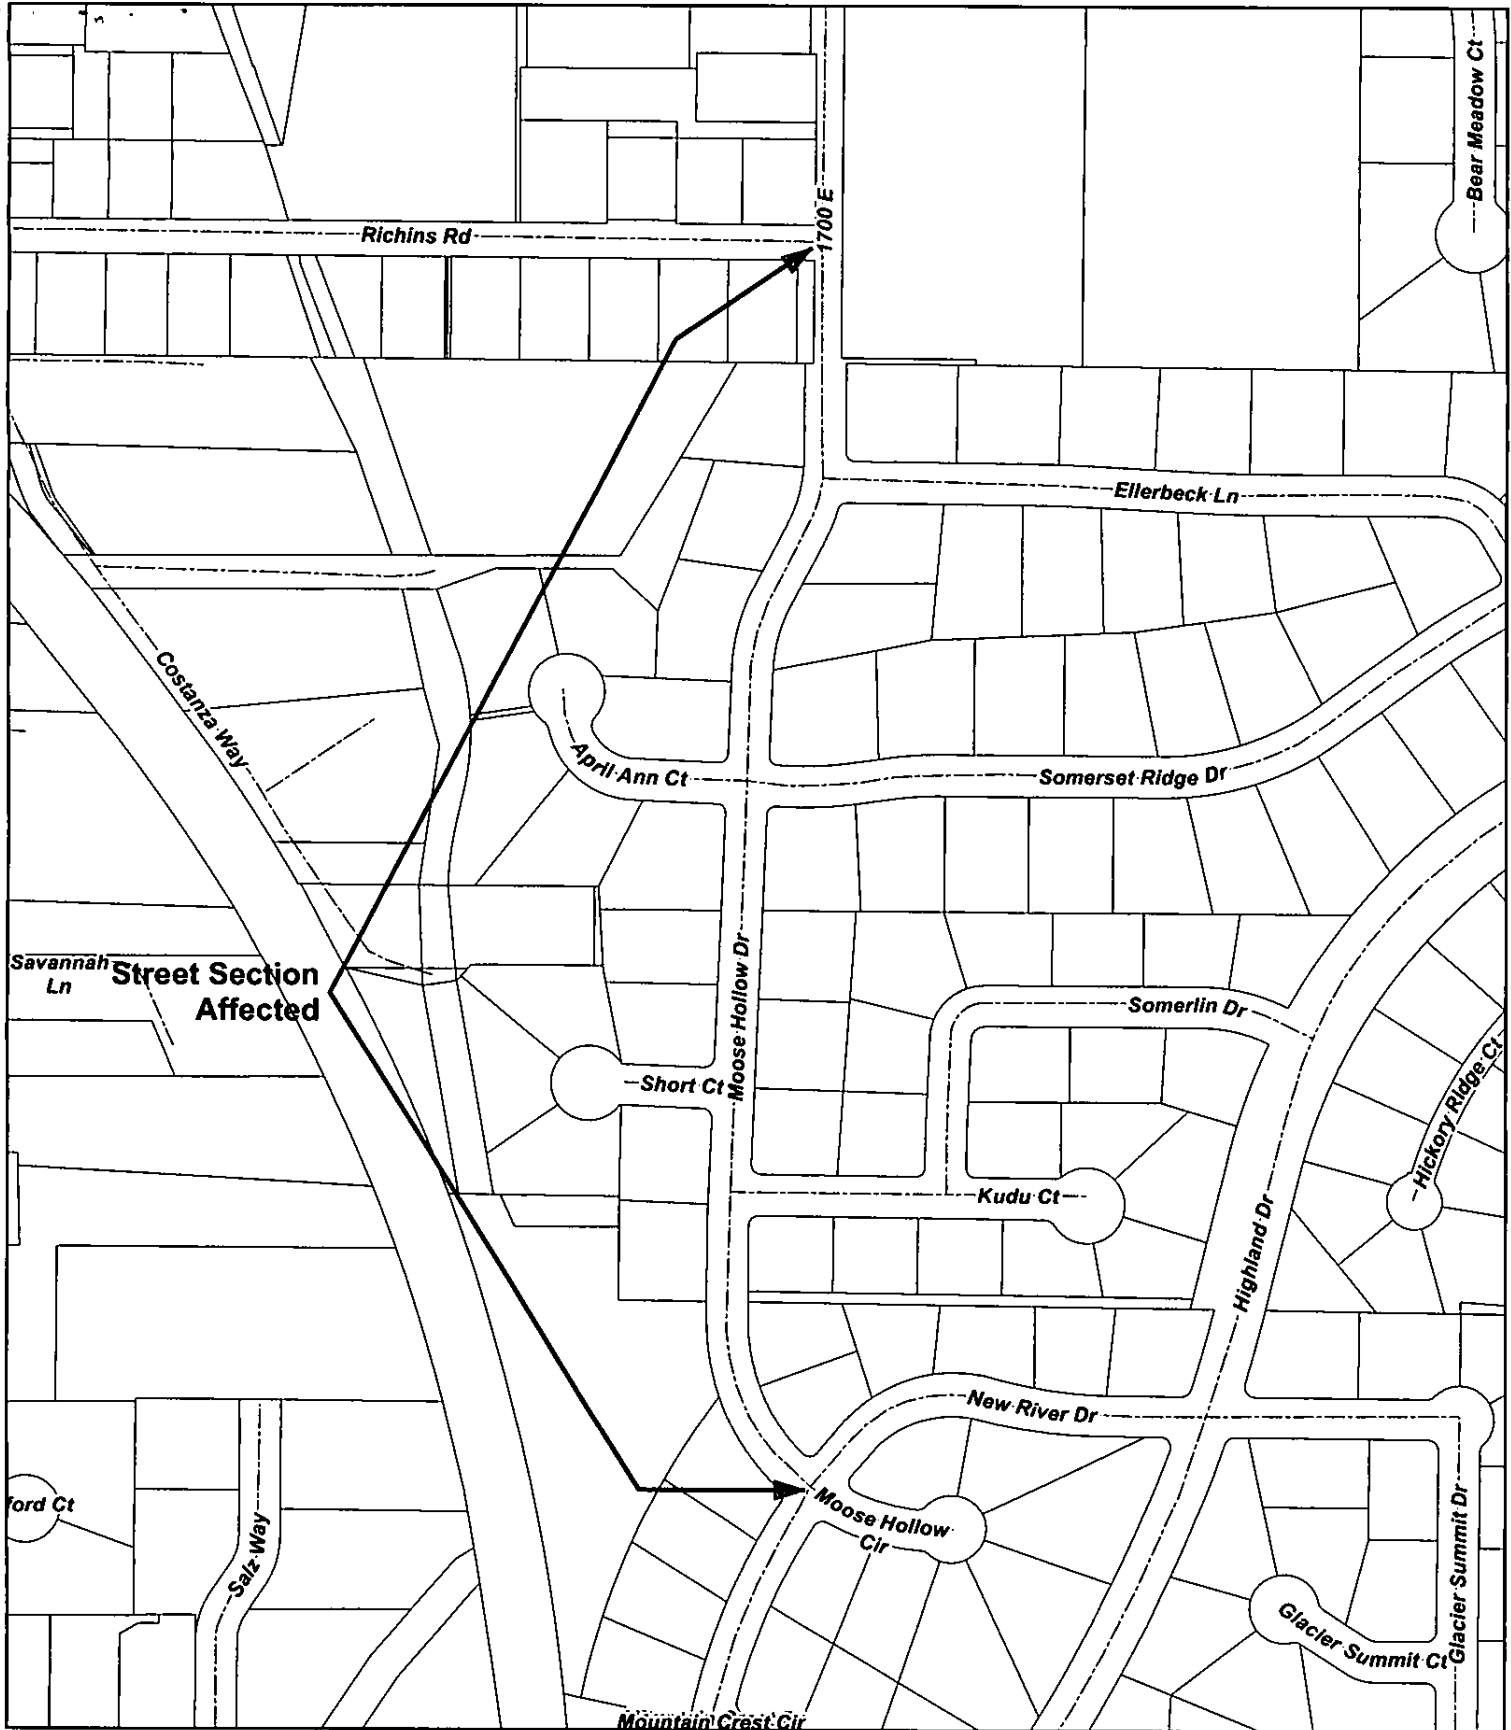 Bear Meadow Ct
1700 E
Richins Rd
Ellerbeck Ln
Costanza Way
April Ann Ct
Somerset Ridge Dr
Savannah
Ln
Street Section
Affected
Moose Hollow Dr
Somerlin Dr
Short Ct
Hickory Ridge Ct
Kudu Ct
Highland Dr
New River Dr
ford Ct
Salz Way
Moose Hollow
Cir
Glacier Summit Dr
Glacier Summit Ct
Mountain Crest Cir